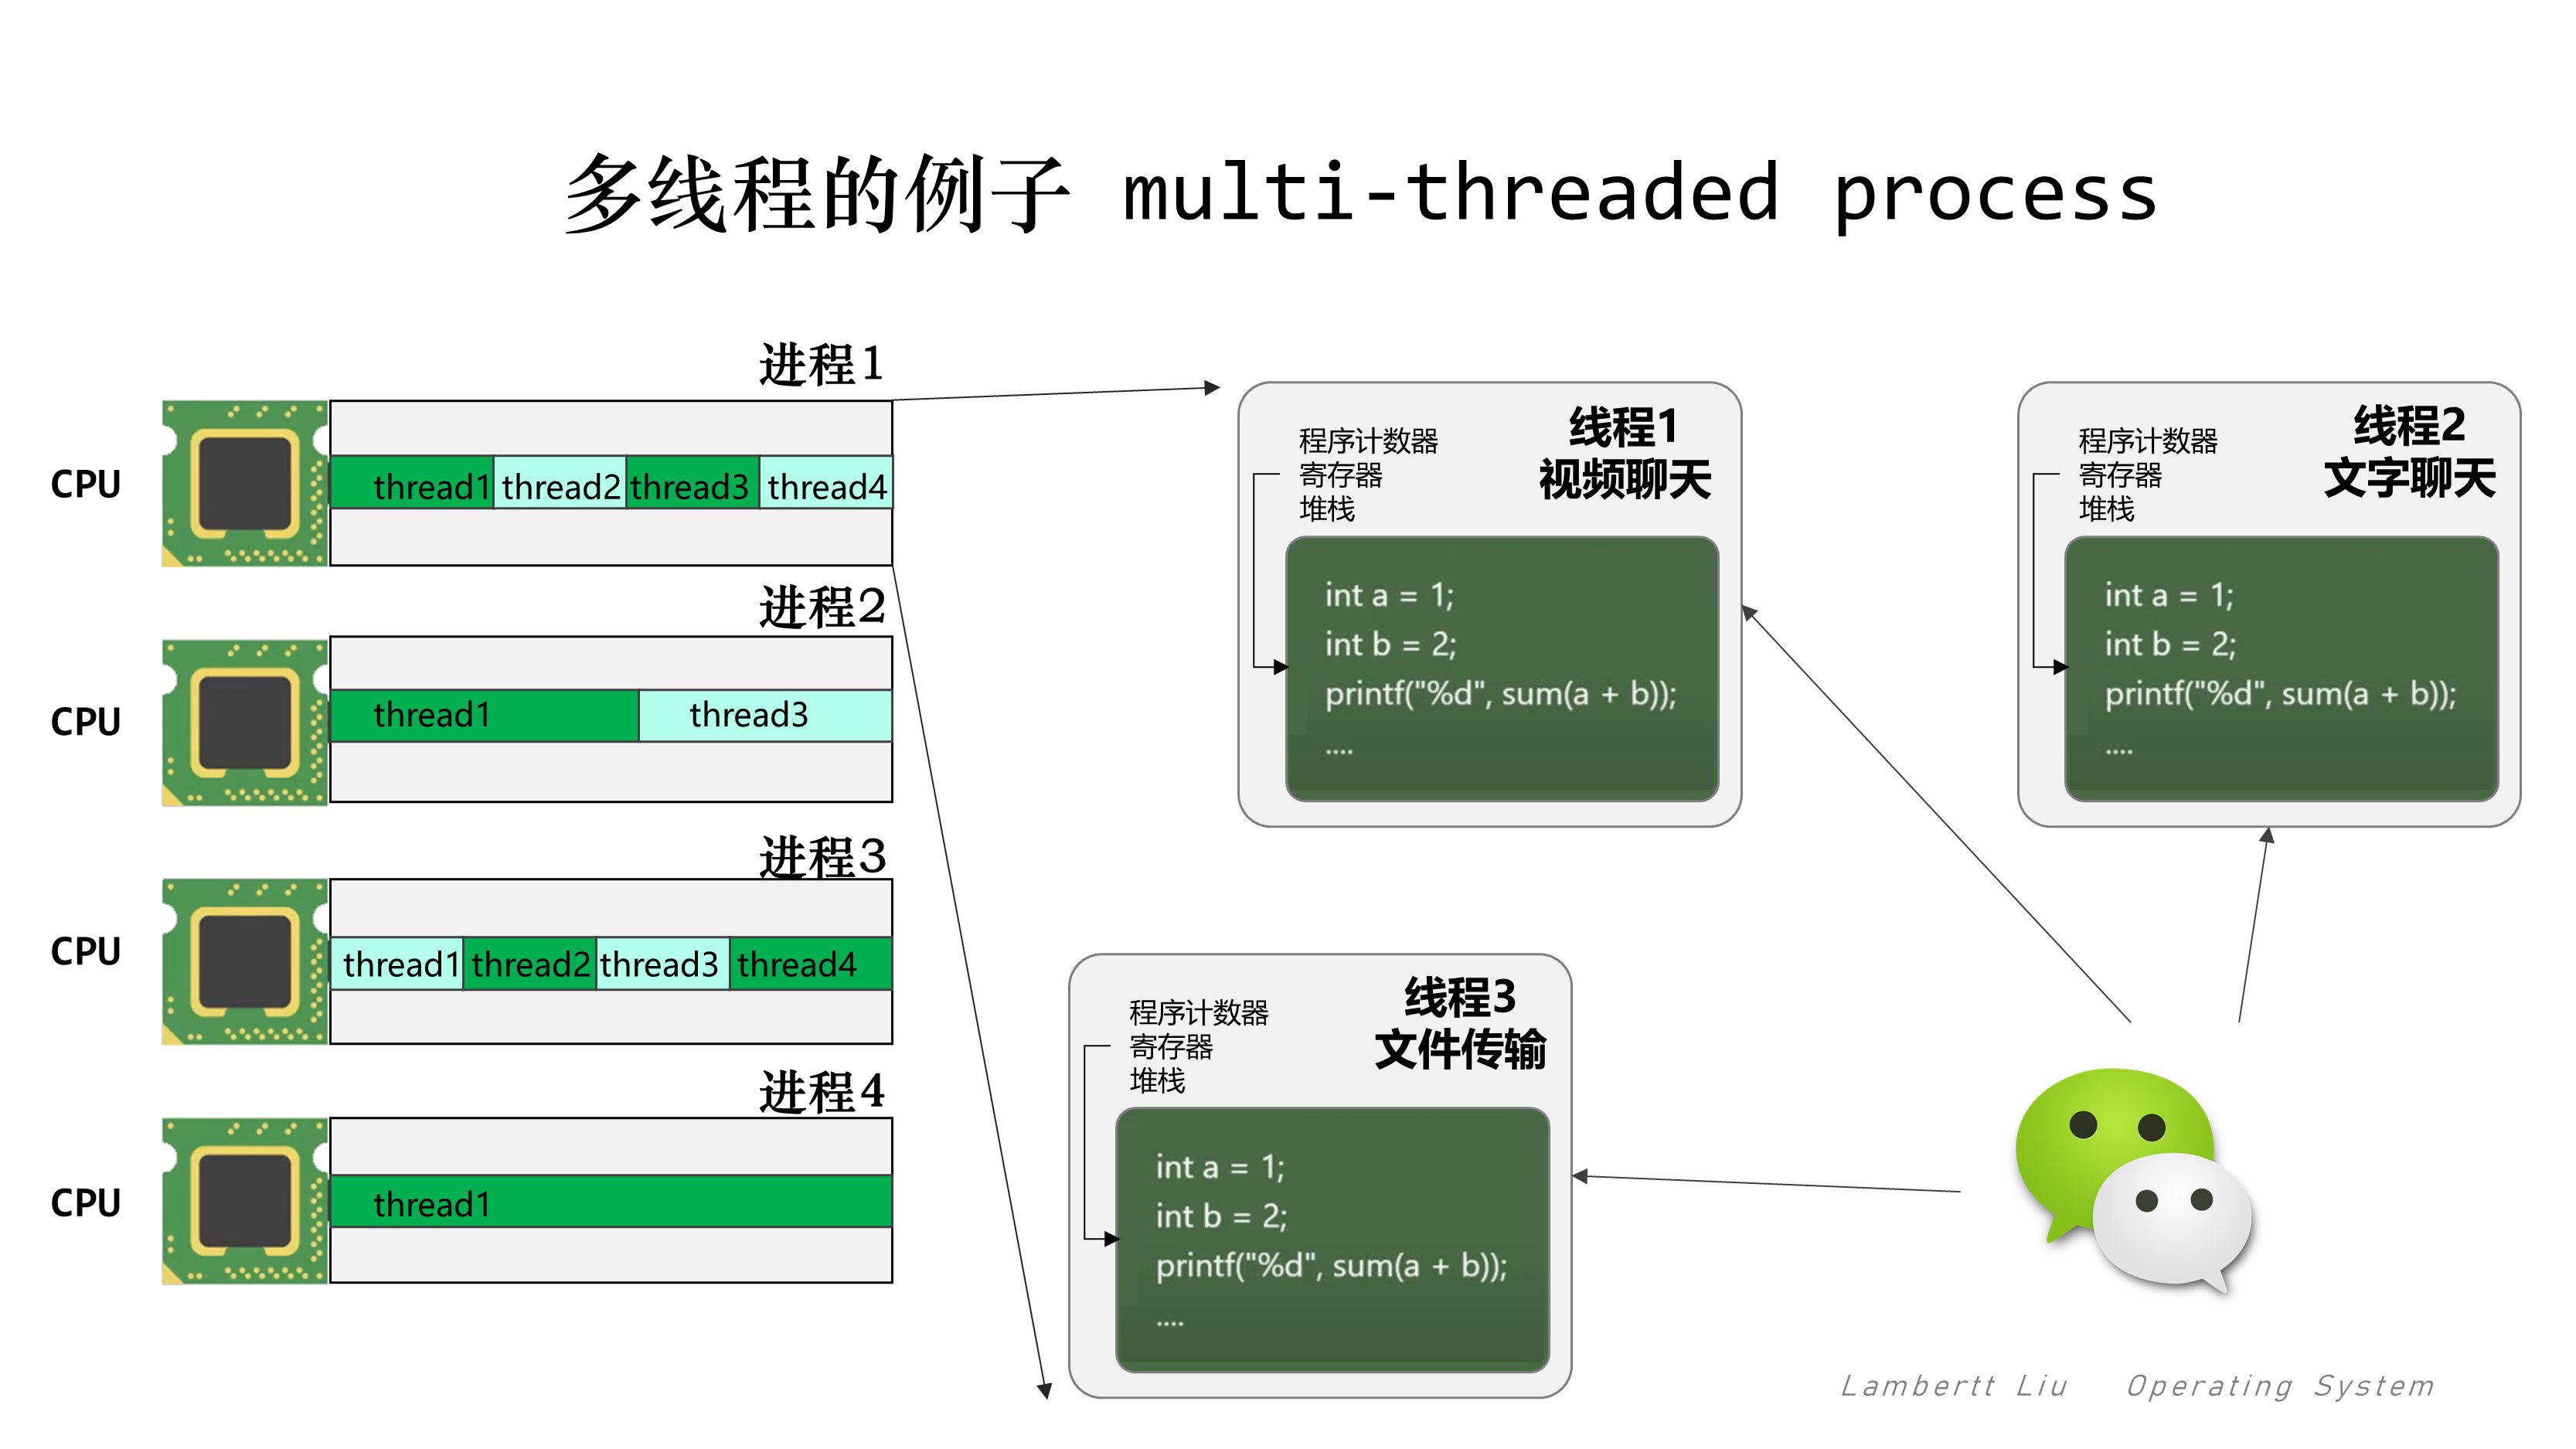 多线程的例子 multi-threaded process
进程1
CPU
thread1 thread2 thread3 thread4
进程2
CPU
thread1 thread3
进程3
CPU
thread1 thread2 thread3 thread4
进程4
CPU
thread1
线程1
视频聊天
程序计数器
寄存器
堆栈
int a = 1;
int b = 2;
printf("%d", sum(a + b));
....
线程2
文字聊天
程序计数器
寄存器
堆栈
int a = 1;
int b = 2;
printf("%d", sum(a + b));
....
线程3
文件传输
程序计数器
寄存器
堆栈
int a = 1;
int b = 2;
printf("%d", sum(a + b));
....
Lambertt Liu Operating System